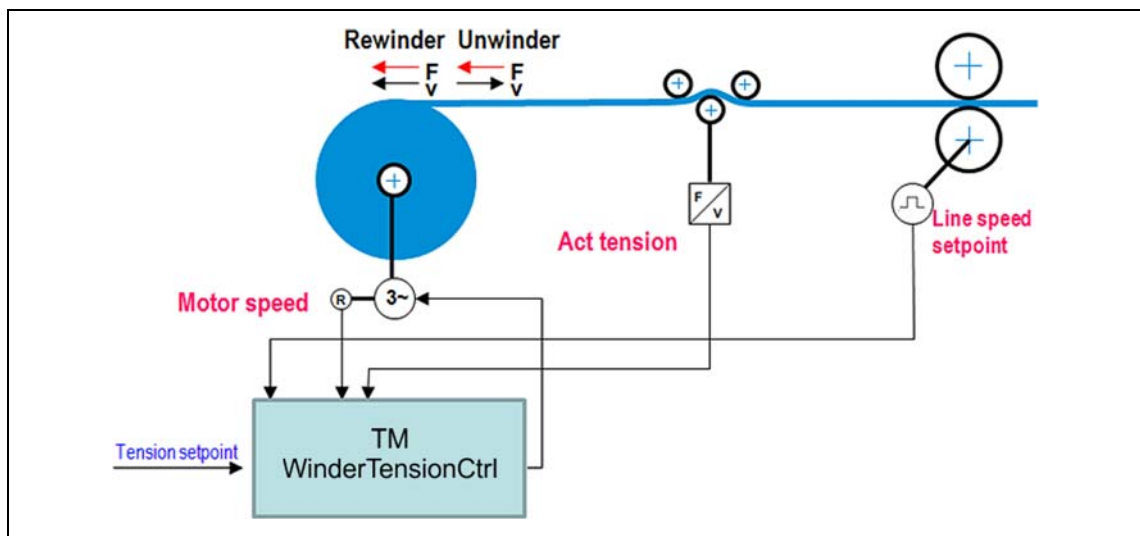 Rewinder Unwinder
F F
v v
Act tension
F
V
Line speed
setpoint
Motor speed
R
3~
Tension setpoint
TM
WinderTensionCtrl